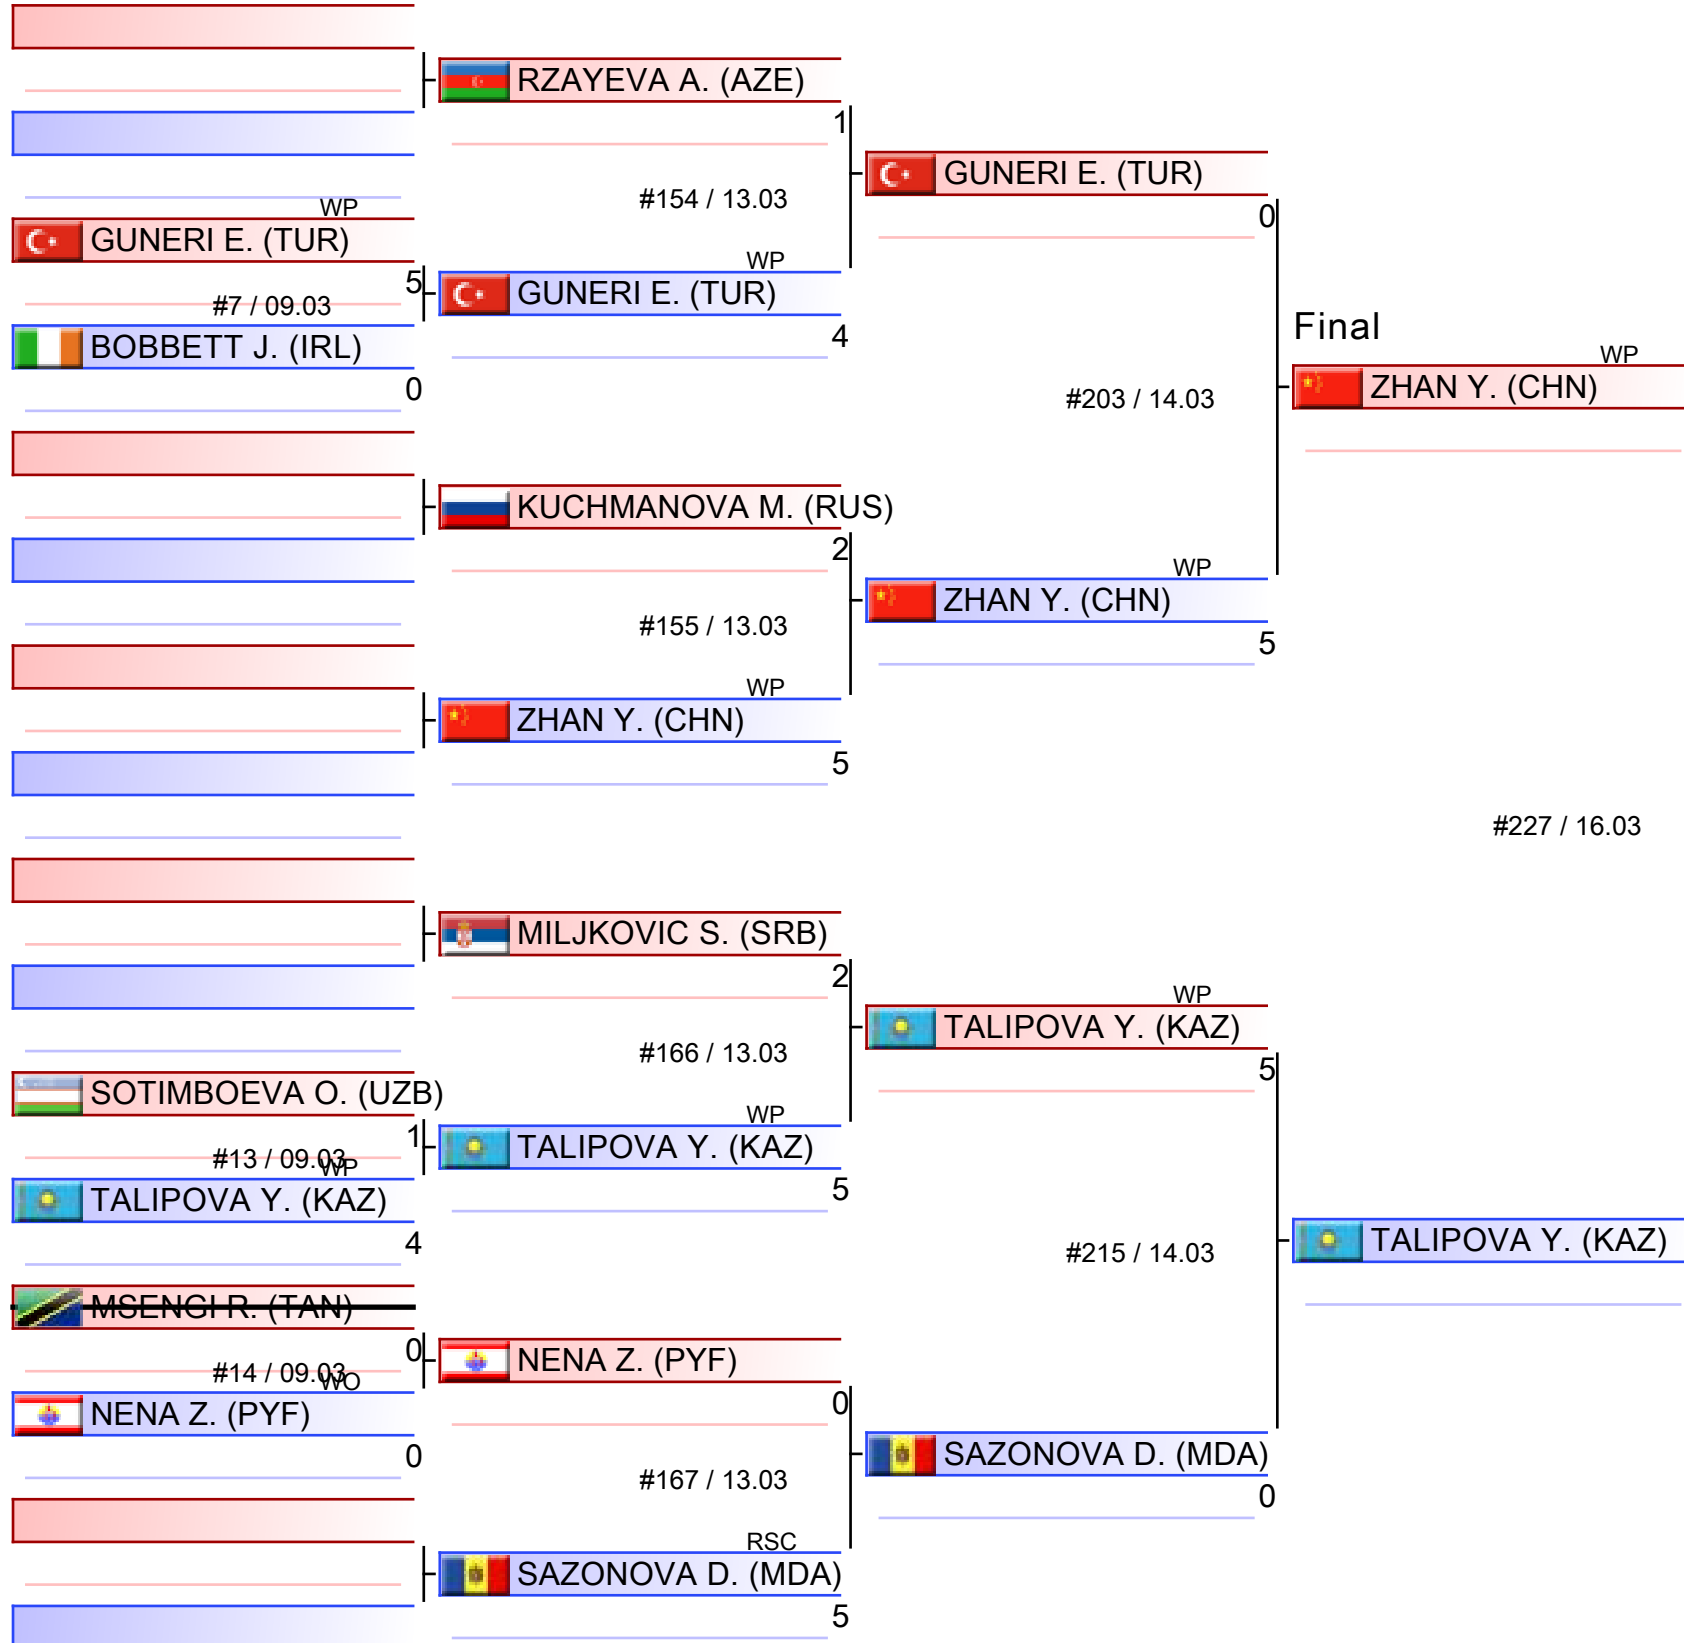 RZAYEVA A. (AZE)
1
#154 / 13.03
GUNERI E. (TUR)
0
WP
GUNERI E. (TUR)
5
#7 / 09.03
BOBBETT J. (IRL)
0
WP
GUNERI E. (TUR)
4
#203 / 14.03
Final
WP
ZHAN Y. (CHN)
KUCHMANOVA M. (RUS)
2
#155 / 13.03
WP
ZHAN Y. (CHN)
5
WP
ZHAN Y. (CHN)
5
#227 / 16.03
MILJKOVIC S. (SRB)
2
#166 / 13.03
WP
TALIPOVA Y. (KAZ)
5
SOTIMBOEVA O. (UZB)
1
#13 / 09.03
WP
TALIPOVA Y. (KAZ)
4
WP
TALIPOVA Y. (KAZ)
5
#215 / 14.03
TALIPOVA Y. (KAZ)
MSENGI R. (TAN)
0
#14 / 09.03
WO
NENA Z. (PYF)
0
NENA Z. (PYF)
0
#167 / 13.03
SAZONOVA D. (MDA)
0
RSC
SAZONOVA D. (MDA)
5